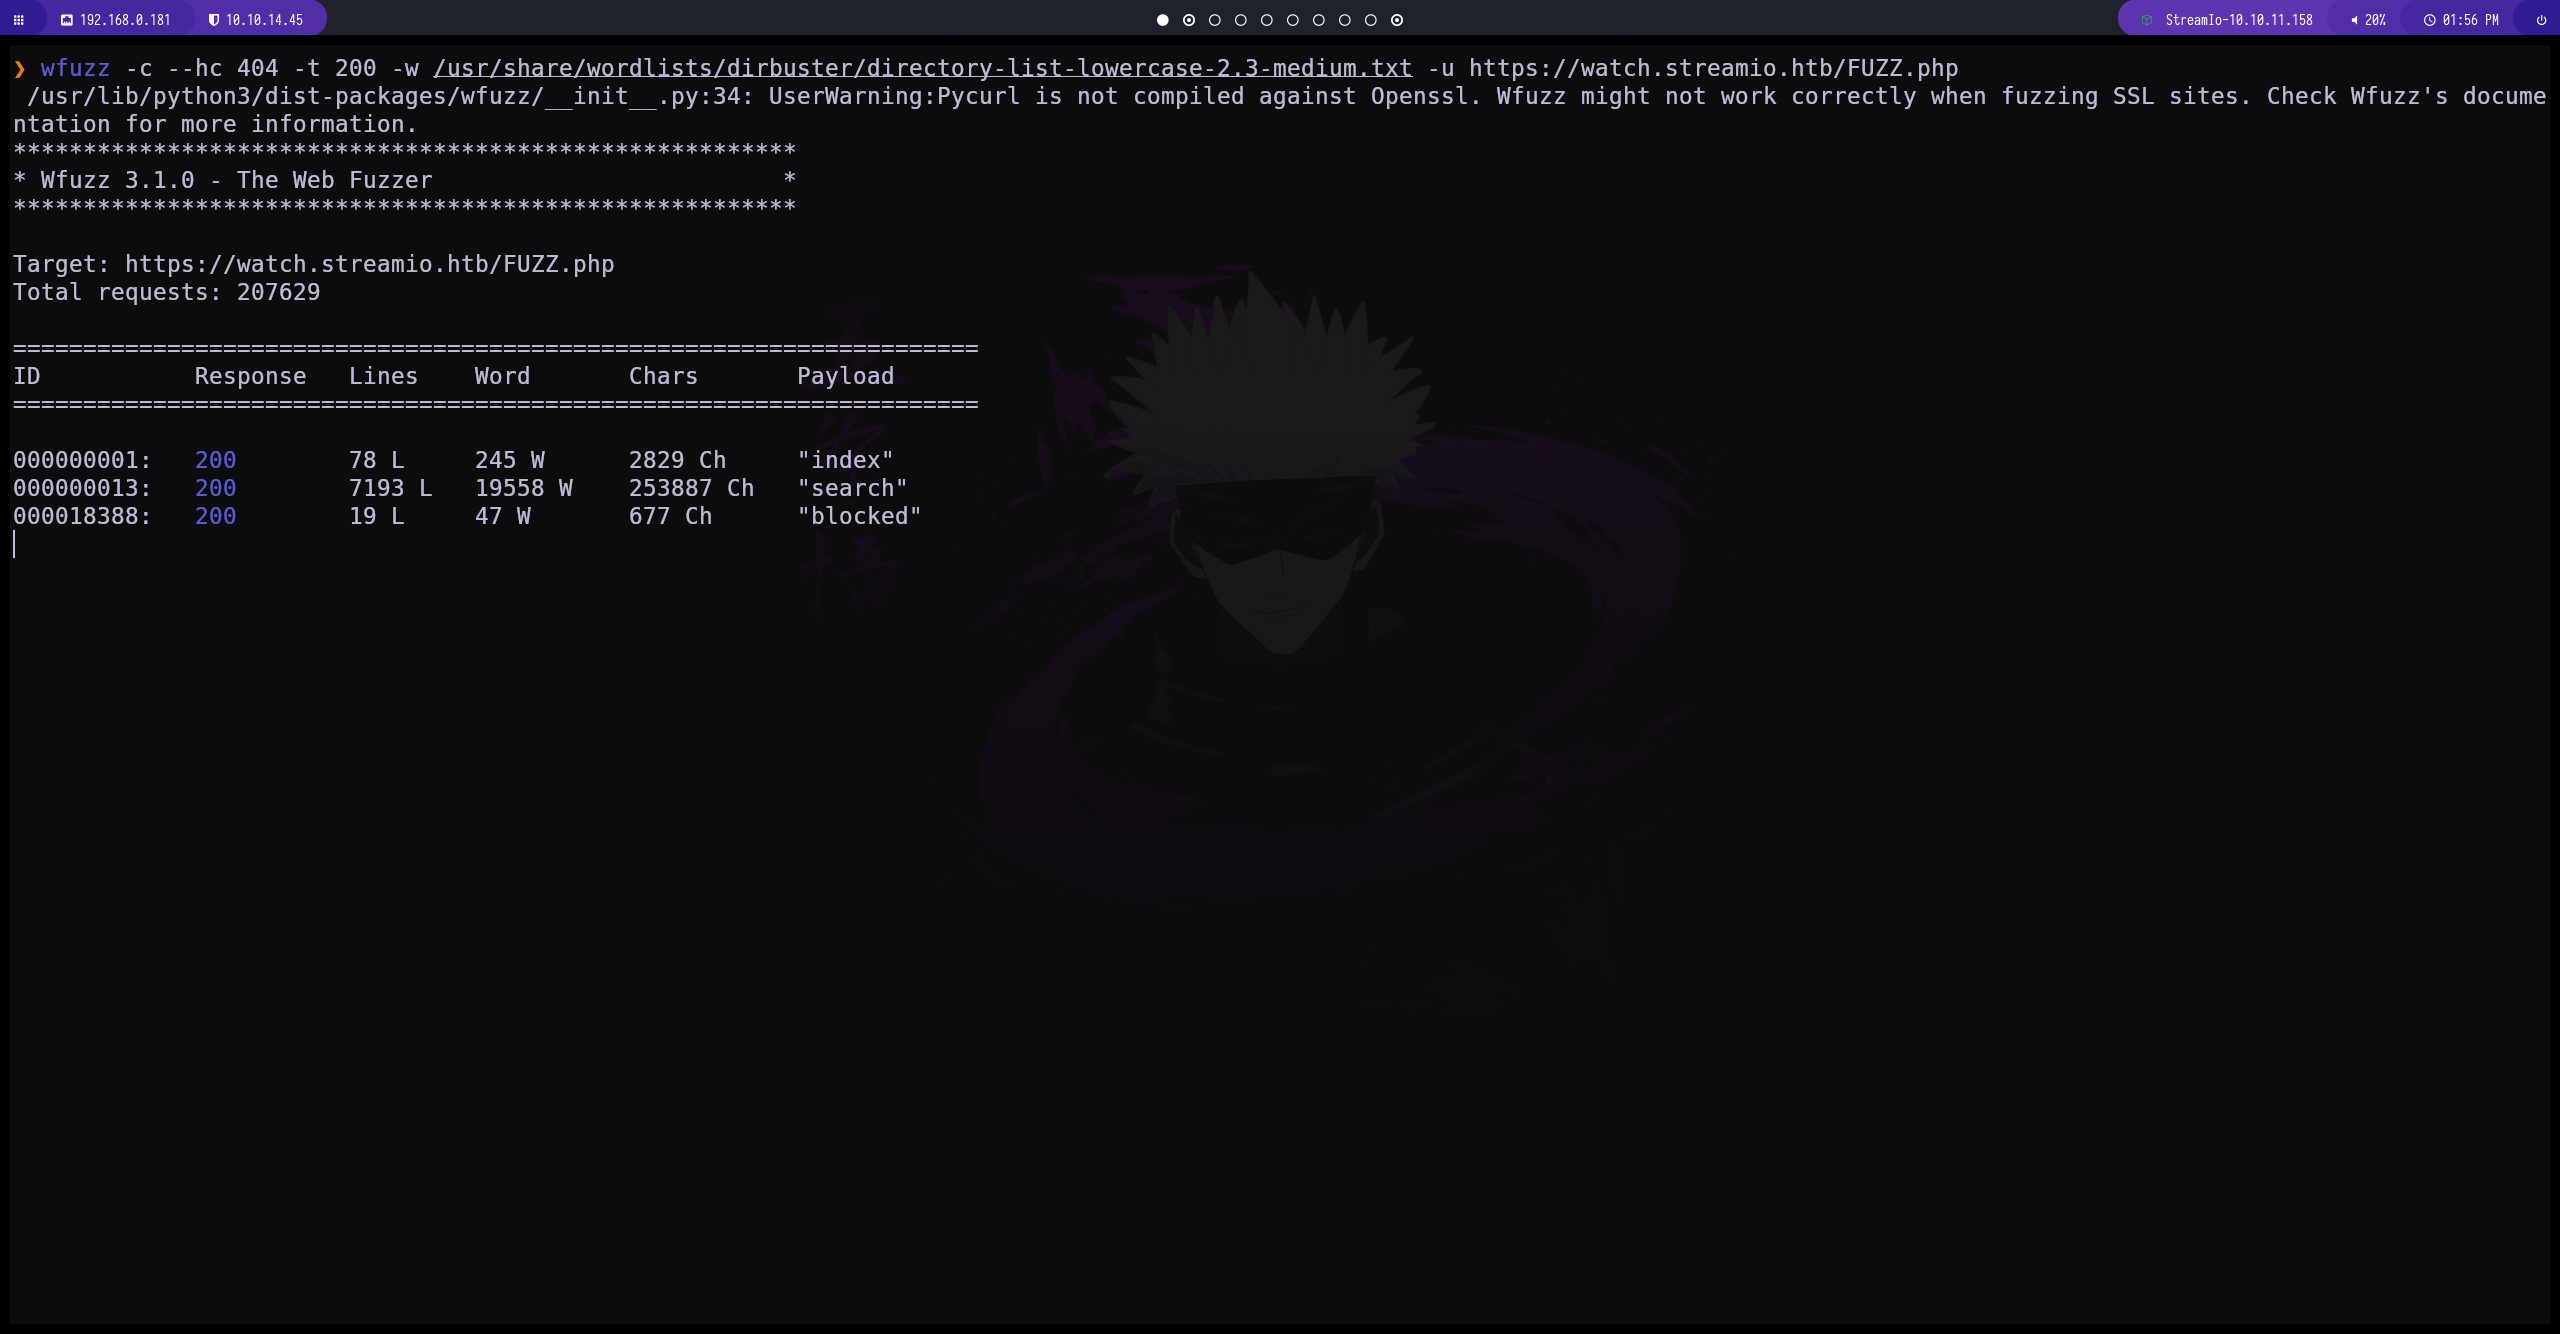 192.168.0.181 10.10.14.45 StreamIo-10.10.11.158 20% 01:56 PM
❯ wfuzz -c --hc 404 -t 200 -w /usr/share/wordlists/dirbuster/directory-list-lowercase-2.3-medium.txt -u https://watch.streamio.htb/FUZZ.php
/usr/lib/python3/dist-packages/wfuzz/__init__.py:34: UserWarning:Pycurl is not compiled against Openssl. Wfuzz might not work correctly when fuzzing SSL sites. Check Wfuzz's docume
ntation for more information.
********************************************************
* Wfuzz 3.1.0 - The Web Fuzzer                         *
********************************************************
Target: https://watch.streamio.htb/FUZZ.php
Total requests: 207629
=====================================================================
ID           Response   Lines    Word       Chars       Payload
=====================================================================
000000001:   200        78 L     245 W      2829 Ch     "index"
000000013:   200        7193 L   19558 W    253887 Ch   "search"
000018388:   200        19 L     47 W       677 Ch      "blocked"